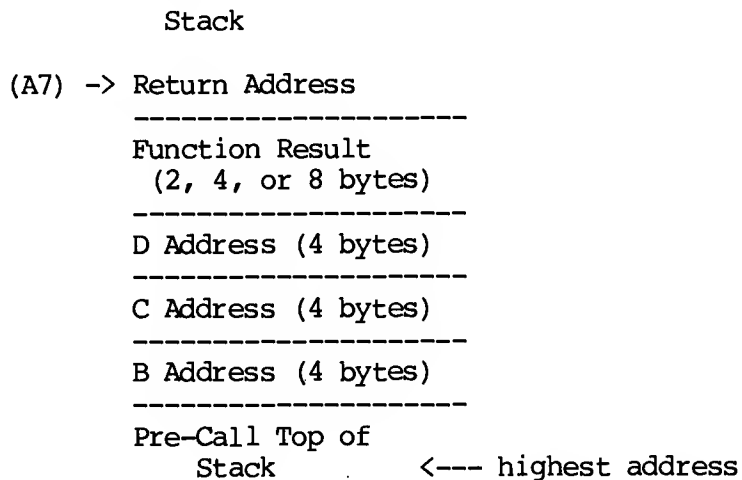 Stack
(A7) -> Return Address
---------------------
Function Result
(2, 4, or 8 bytes)
---------------------
D Address (4 bytes)
---------------------
C Address (4 bytes)
---------------------
B Address (4 bytes)
---------------------
Pre-Call Top of
Stack <--- highest address